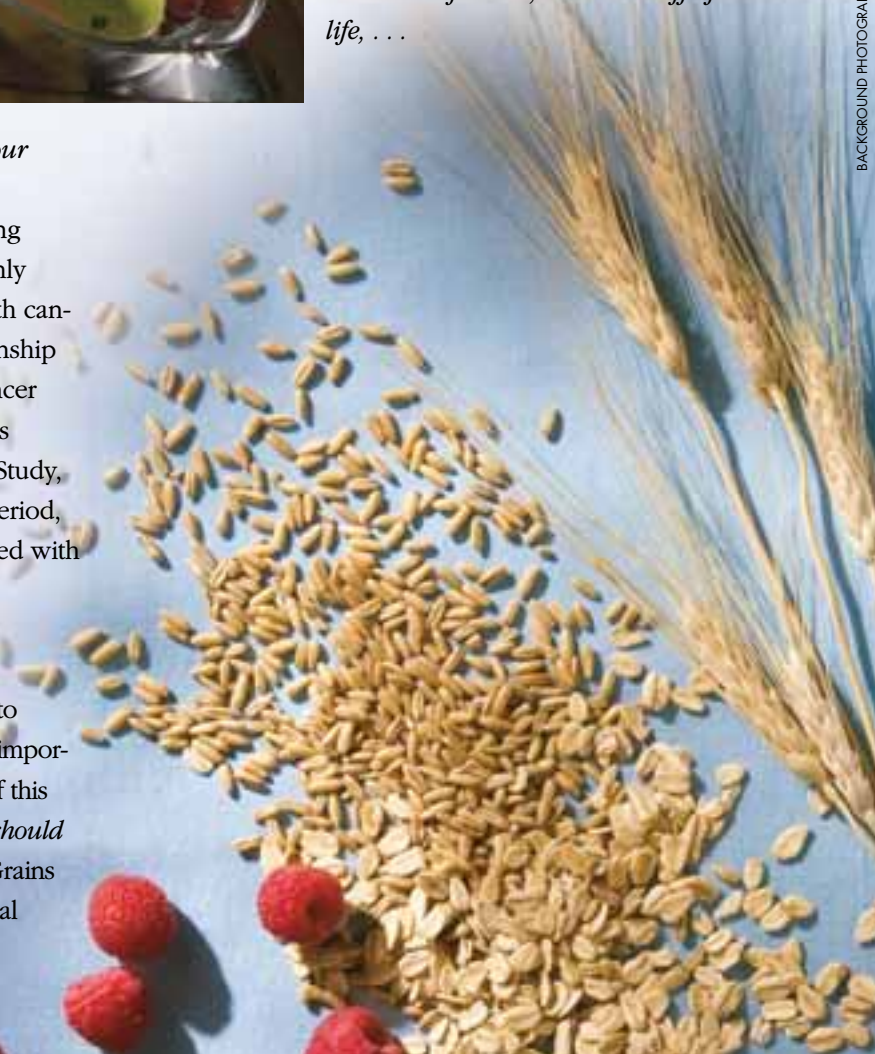 life, . . .
our
ng
nly
th can-
nship
ncer
s
Study,
eriod,
ed with
to
impor-
f this
should
Grains
al
BACKGROUND PHOTOGRA